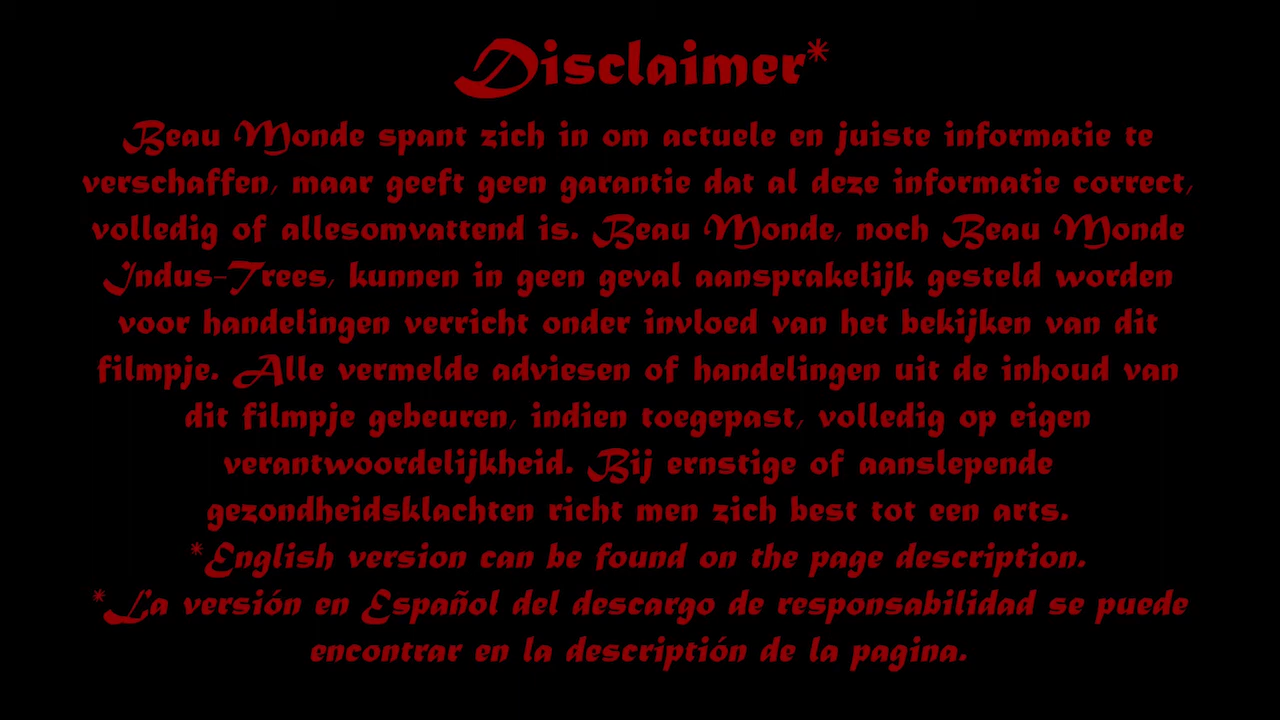 Disclaimer*
Beau Monde spant zich in om actuele en juiste informatie te
verschaffen, maar geeft geen garantie dat al deze informatie correct,
volledig of allesomvattend is. Beau Monde, noch Beau Monde
Indus-Trees, kunnen in geen geval aansprakelijk gesteld worden
voor handelingen verricht onder invloed van het bekijken van dit
filmpje. Alle vermelde adviesen of handelingen uit de inhoud van
dit filmpje gebeuren, indien toegepast, volledig op eigen
verantwoordelijkheid. Bij ernstige of aanslepende
gezondheidsklachten richt men zich best tot een arts.
*English version can be found on the page description.
*La versión en Español del descargo de responsabilidad se puede
encontrar en la descriptión de la pagina.